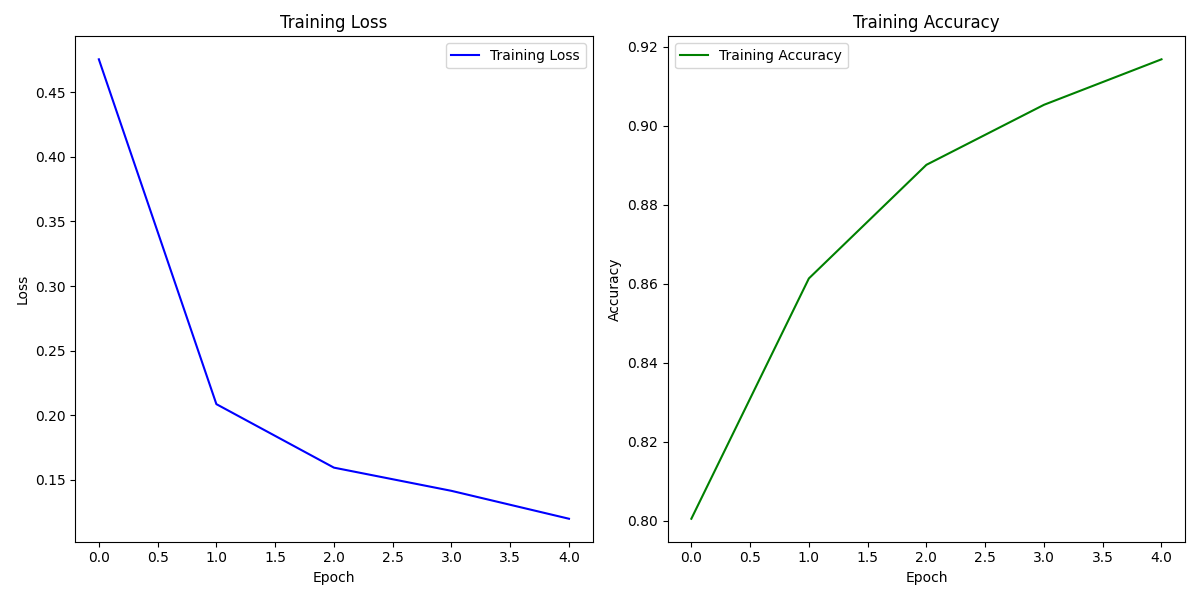 Training Loss
Training Loss
0.45
0.40
0.35
0.30
0.25
0.20
0.15
Loss
0.0 0.5 1.0 1.5 2.0 2.5 3.0 3.5 4.0
Epoch
Training Accuracy
Training Accuracy
0.92
0.90
0.88
0.86
0.84
0.82
0.80
Accuracy
0.0 0.5 1.0 1.5 2.0 2.5 3.0 3.5 4.0
Epoch